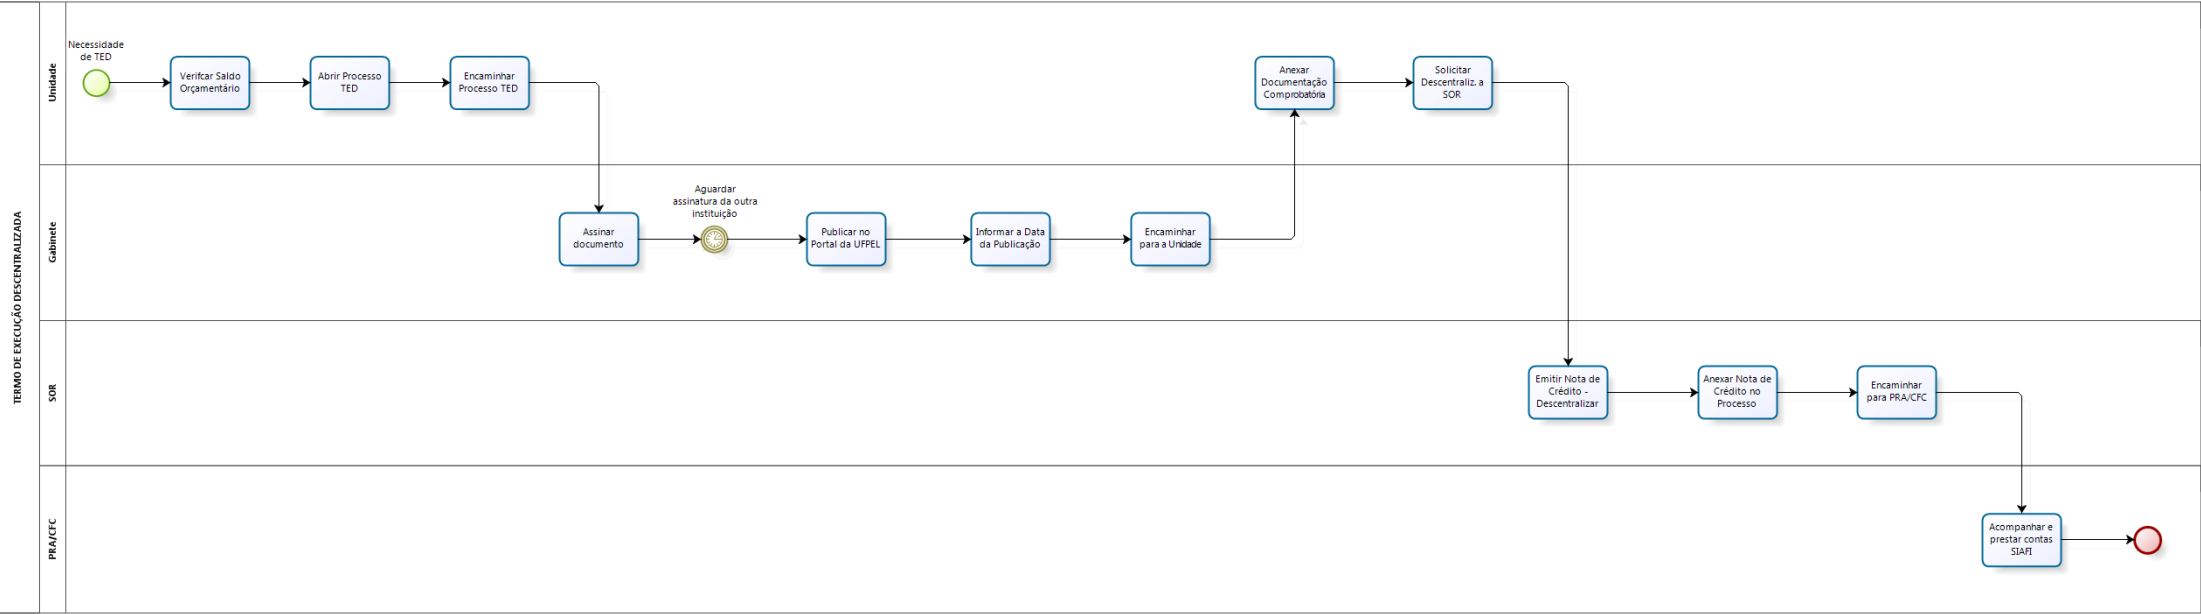 TERMO DE EXECUÇÃO DESCENTRALIZADA
Unidade
Necessidade
de TED
Verifcar Saldo
Orçamentário
Abrir Processo
TED
Encaminhar
Processo TED
Anexar
Documentação
Comprobatória
Solicitar
Descentraliz. a
SOR
Gabinete
Assinar
documento
Aguardar
assinatura da outra
instituição
Publicar no
Portal da UFPEL
Informar a Data
da Publicação
Encaminhar
para a Unidade
SOR
Emitir Nota de
Crédito -
Descentralizar
Anexar Nota de
Crédito no
Processo
Encaminhar
para PRA/CFC
PRA/CFC
Acompanhar e
prestar contas
SIAFI